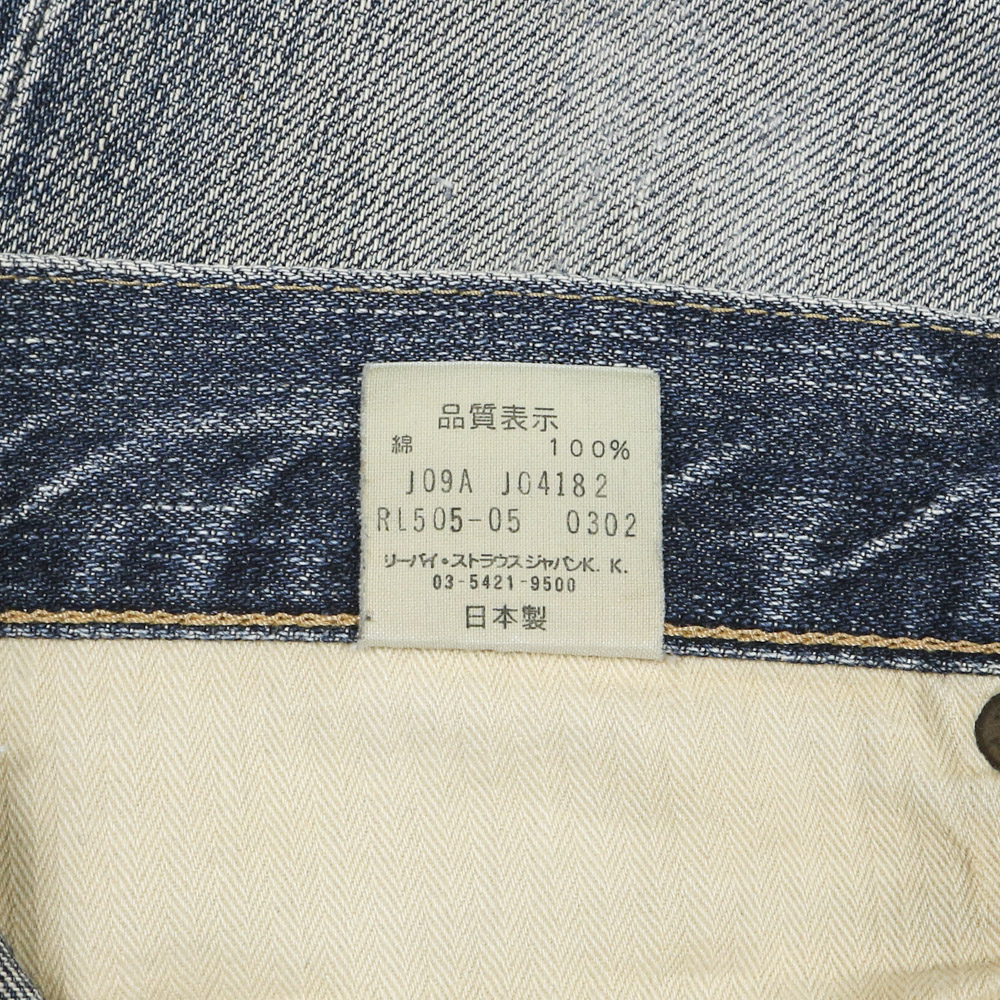 品質表示
綿 100%
J09A J04182
RL505-05 0302
リーバイ・ストラウスジャパンK. K.
03-5421-9500
日本製